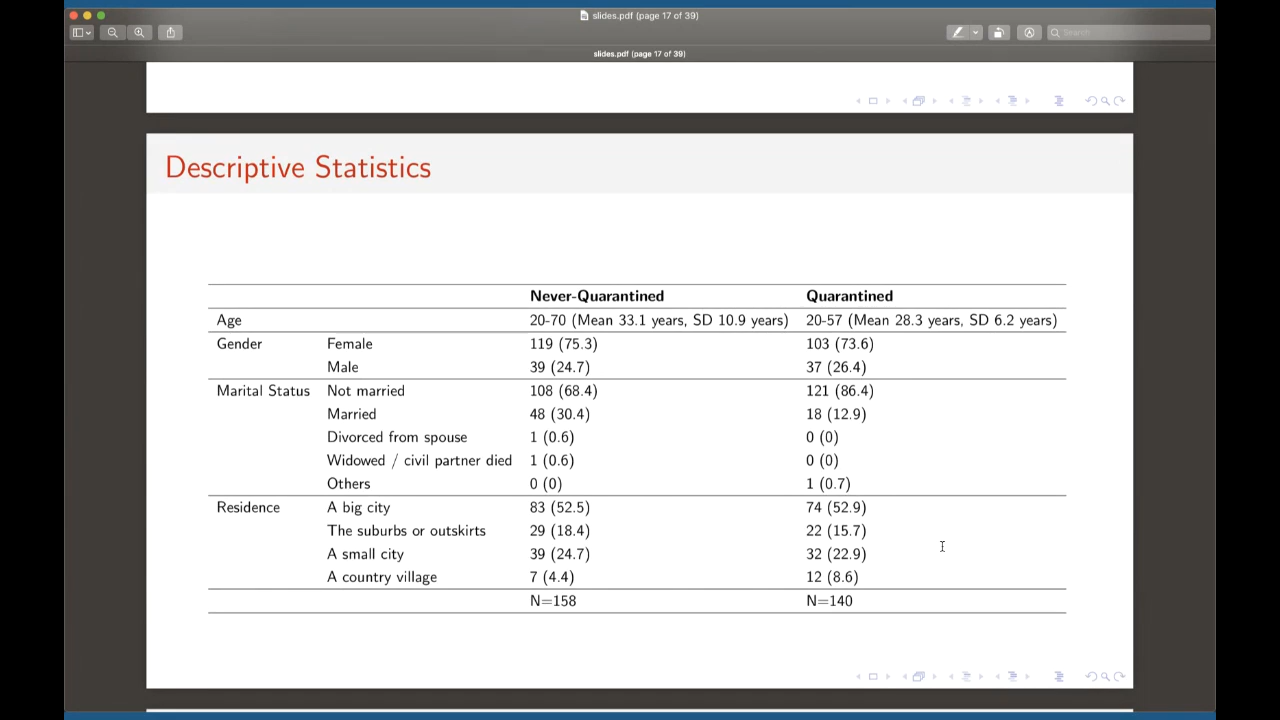 slides.pdf (page 17 of 39)
Search
slides.pdf (page 17 of 39)
Descriptive Statistics
Never-Quarantined Quarantined
Age 20-70 (Mean 33.1 years, SD 10.9 years) 20-57 (Mean 28.3 years, SD 6.2 years)
Gender Female 119 (75.3) 103 (73.6)
Male 39 (24.7) 37 (26.4)
Marital Status Not married 108 (68.4) 121 (86.4)
Married 48 (30.4) 18 (12.9)
Divorced from spouse 1 (0.6) 0 (0)
Widowed / civil partner died 1 (0.6) 0 (0)
Others 0 (0) 1 (0.7)
Residence A big city 83 (52.5) 74 (52.9)
The suburbs or outskirts 29 (18.4) 22 (15.7)
A small city 39 (24.7) 32 (22.9)
A country village 7 (4.4) 12 (8.6)
N=158 N=140